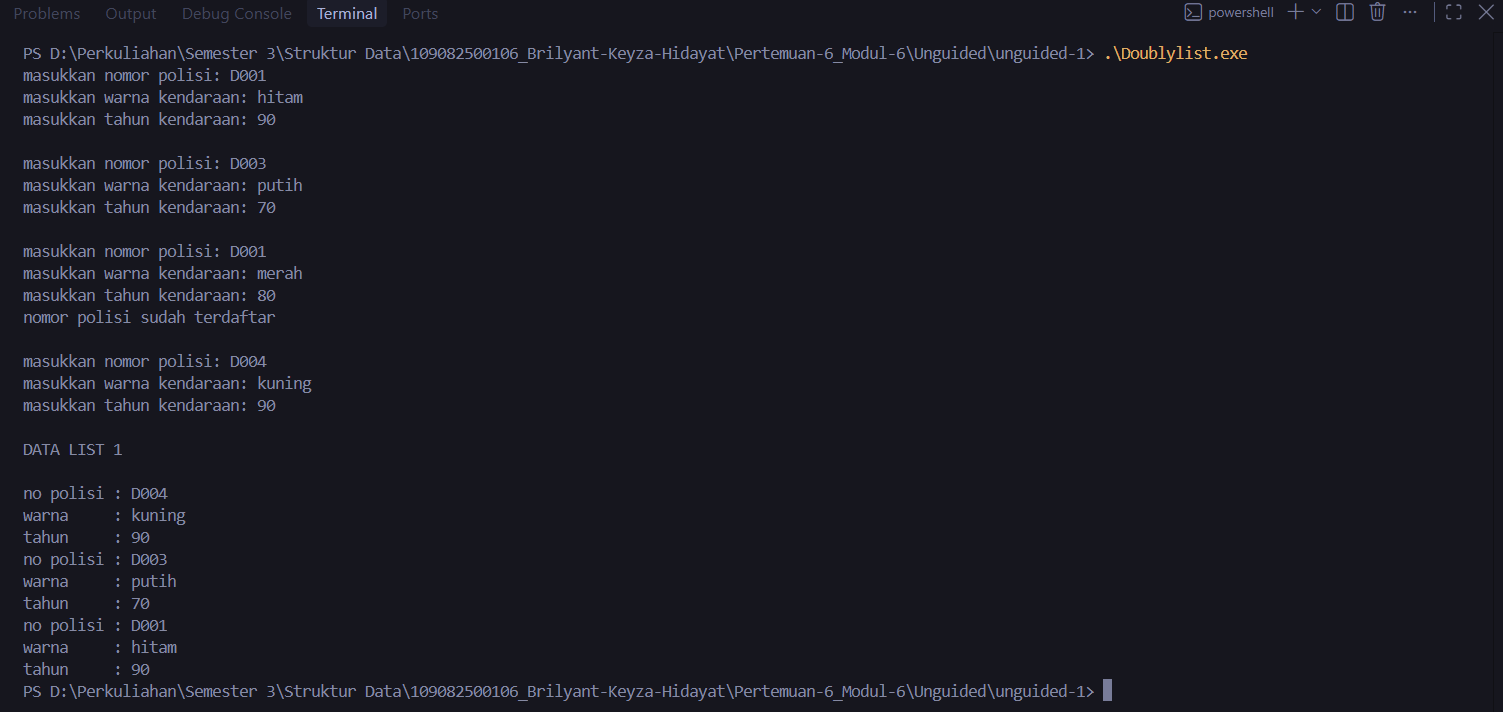 Problems Output Debug Console Terminal Ports powershell
PS D:\Perkuliahan\Semester 3\Struktur Data\109082500106_Brilyant-Keyza-Hidayat\Pertemuan-6_Modul-6\Unguided\unguided-1> .\Doublylist.exe
masukkan nomor polisi: D001
masukkan warna kendaraan: hitam
masukkan tahun kendaraan: 90
masukkan nomor polisi: D003
masukkan warna kendaraan: putih
masukkan tahun kendaraan: 70
masukkan nomor polisi: D001
masukkan warna kendaraan: merah
masukkan tahun kendaraan: 80
nomor polisi sudah terdaftar
masukkan nomor polisi: D004
masukkan warna kendaraan: kuning
masukkan tahun kendaraan: 90
DATA LIST 1
no polisi : D004
warna     : kuning
tahun     : 90
no polisi : D003
warna     : putih
tahun     : 70
no polisi : D001
warna     : hitam
tahun     : 90
PS D:\Perkuliahan\Semester 3\Struktur Data\109082500106_Brilyant-Keyza-Hidayat\Pertemuan-6_Modul-6\Unguided\unguided-1>